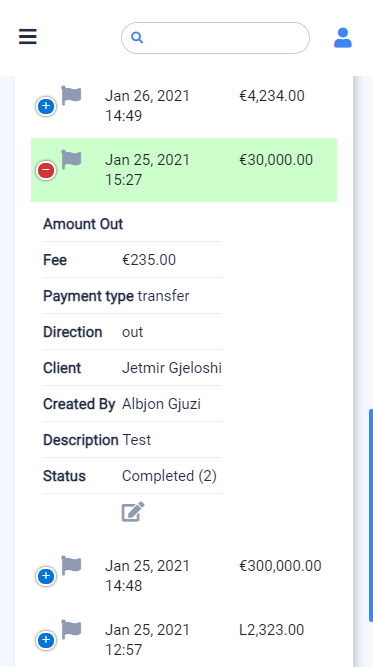 Jan 26, 2021 €4,234.00
14:49
Jan 25, 2021 €30,000.00
15:27
Amount Out
Fee €235.00
Payment type transfer
Direction out
Client Jetmir Gjeloshi
Created By Albjon Gjuzi
Description Test
Status Completed (2)
Jan 25, 2021 €300,000.00
14:48
Jan 25, 2021 L2,323.00
12:57